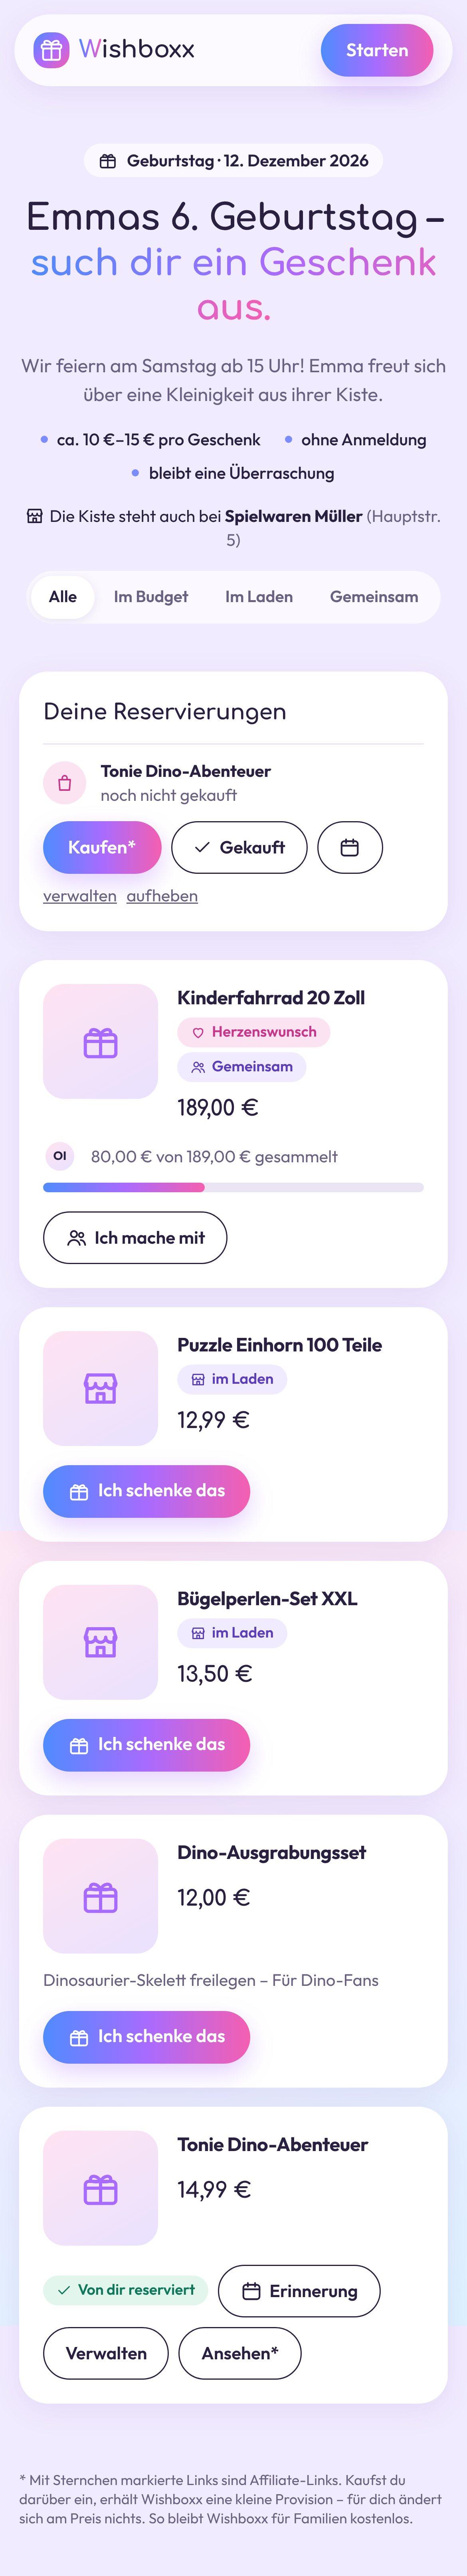 Wishboxx
Starten
Geburtstag · 12. Dezember 2026
Emmas 6. Geburtstag –
such dir ein Geschenk
aus.
Wir feiern am Samstag ab 15 Uhr! Emma freut sich
über eine Kleinigkeit aus ihrer Kiste.
ca. 10 €–15 € pro Geschenk
ohne Anmeldung
bleibt eine Überraschung
Die Kiste steht auch bei Spielwaren Müller (Hauptstr.
5)
Alle
Im Budget
Im Laden
Gemeinsam
Deine Reservierungen
Tonie Dino-Abenteuer
noch nicht gekauft
Kaufen*
Gekauft
verwalten aufheben
Kinderfahrrad 20 Zoll
Herzenswunsch
Gemeinsam
189,00 €
OI
80,00 € von 189,00 € gesammelt
Ich mache mit
Puzzle Einhorn 100 Teile
im Laden
12,99 €
Ich schenke das
Bügelperlen-Set XXL
im Laden
13,50 €
Ich schenke das
Dino-Ausgrabungsset
12,00 €
Dinosaurier-Skelett freilegen – Für Dino-Fans
Ich schenke das
Tonie Dino-Abenteuer
14,99 €
Von dir reserviert
Erinnerung
Verwalten
Ansehen*
* Mit Sternchen markierte Links sind Affiliate-Links. Kaufst du
darüber ein, erhält Wishboxx eine kleine Provision – für dich ändert
sich am Preis nichts. So bleibt Wishboxx für Familien kostenlos.